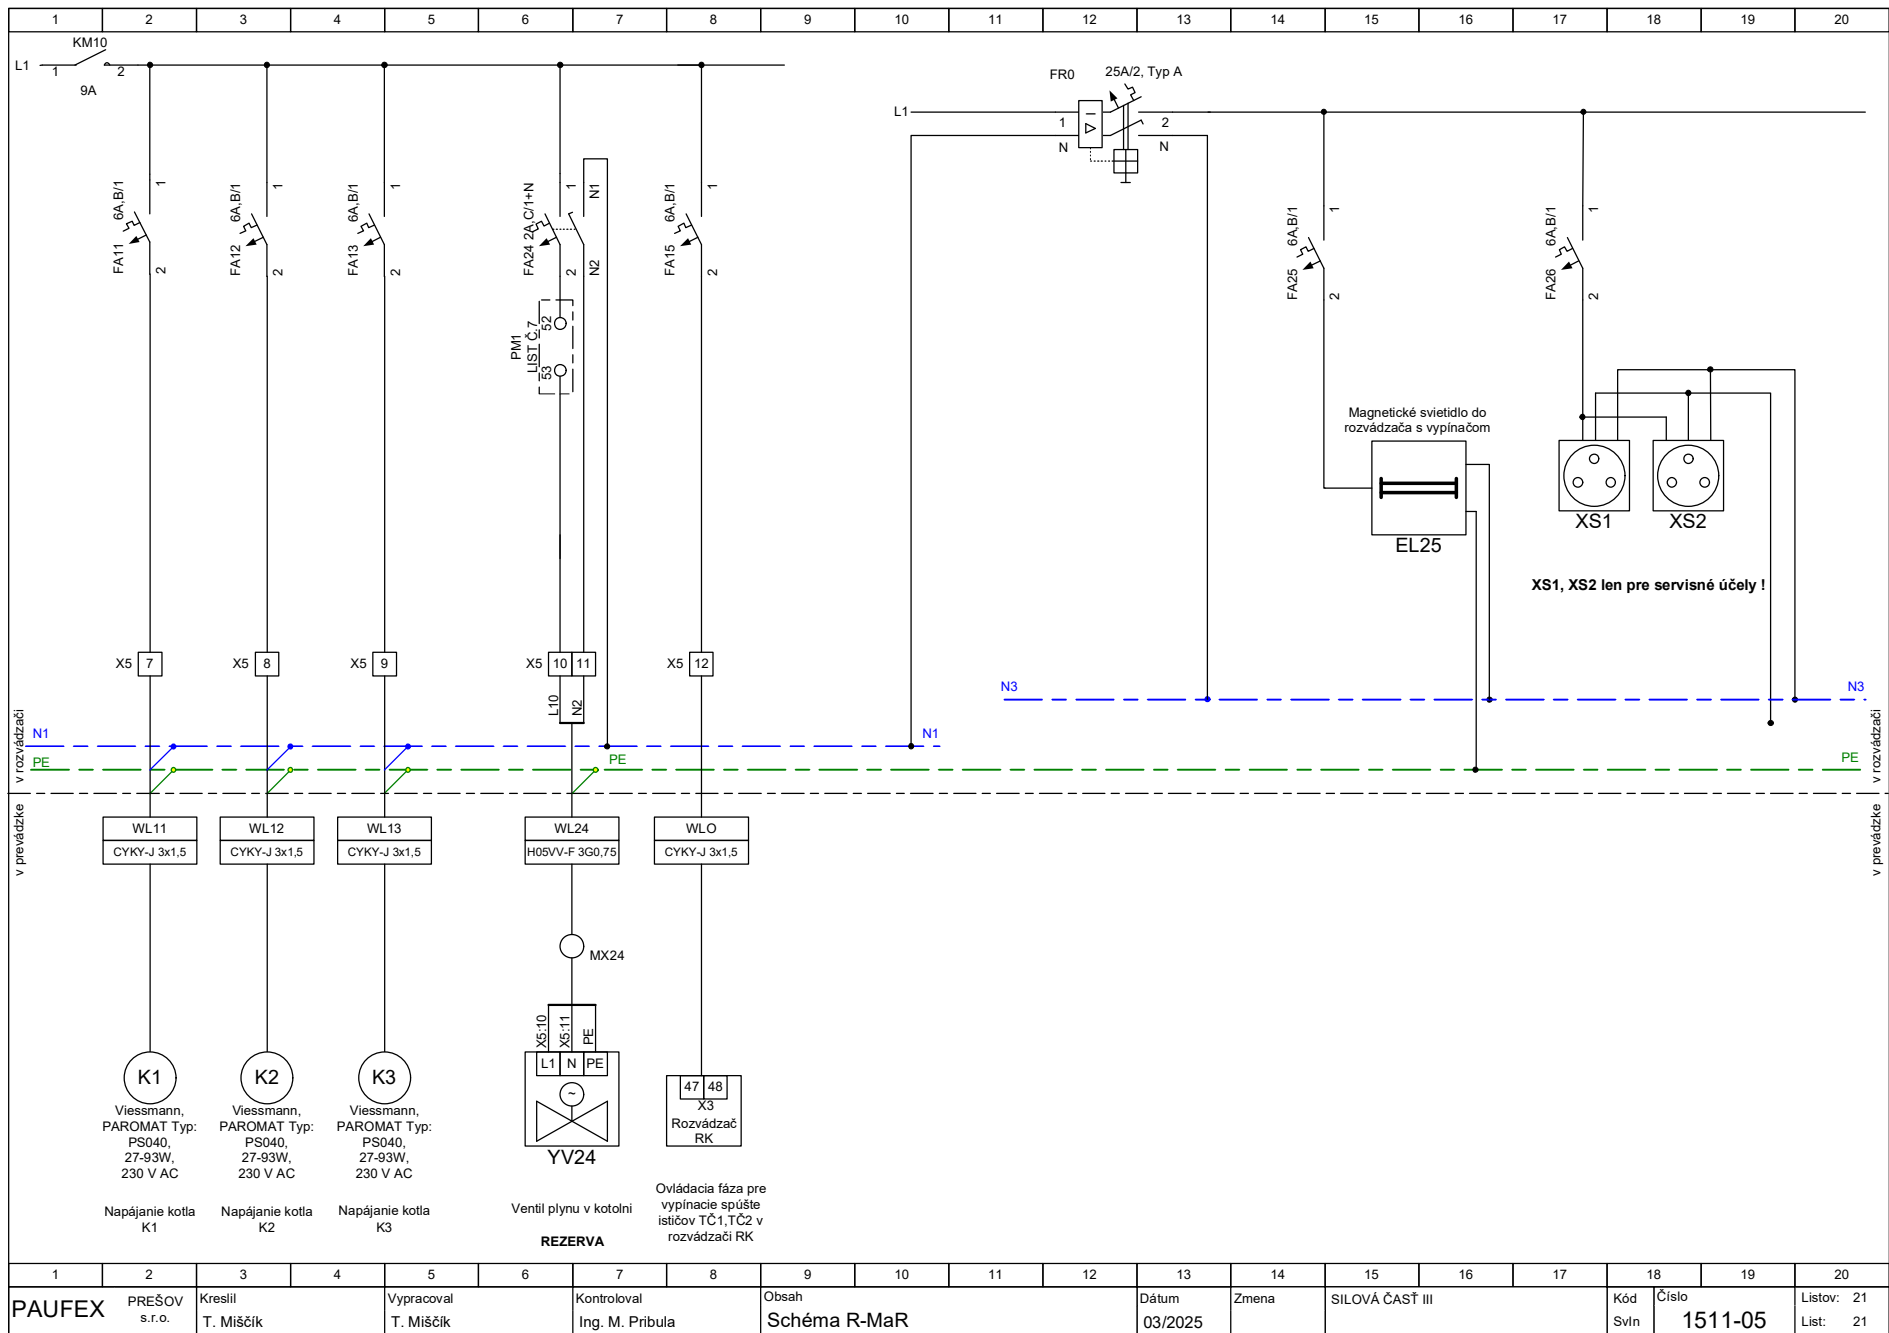 1 2 3 4 5 6 7 8 9 10 11 12 13 14 15 16 17 18 19 20
KM10
L1 1 2
9A
FR0 25A/2, Typ A
L1
1 2
N N
FA11 6A,B/1 1 2
FA12 6A,B/1 1 2
FA13 6A,B/1 1 2
FA24 2A,C/1+N 1 2 N1 N2
FA15 6A,B/1 1 2
FA25 6A,B/1 1 2
FA26 6A,B/1 1 2
PM1
LIST Č.7
52
53
Magnetické svietidlo do
rozvádzača s vypínačom
EL25
XS1 XS2
XS1, XS2 len pre servisné účely !
X5 7 X5 8 X5 9 X5 10 11 X5 12
L10 N2
N3 N3
N1 N1
PE PE PE
v rozvádzači v rozvádzači
v prevádzke v prevádzke
WL11 WL12 WL13 WL24 WLO
CYKY-J 3x1,5 CYKY-J 3x1,5 CYKY-J 3x1,5 H05VV-F 3G0,75 CYKY-J 3x1,5
MX24
X5:10 X5:11 PE
L1 N PE
~
YV24
47 48
X3
Rozvádzač
RK
K1
Viessmann,
PAROMAT Typ:
PS040,
27-93W,
230 V AC
K2
Viessmann,
PAROMAT Typ:
PS040,
27-93W,
230 V AC
K3
Viessmann,
PAROMAT Typ:
PS040,
27-93W,
230 V AC
Napájanie kotla
K1
Napájanie kotla
K2
Napájanie kotla
K3
Ventil plynu v kotolni
REZERVA
Ovládacia fáza pre
vypínacie spúšte
ističov TČ1,TČ2 v
rozvádzači RK
1 2 3 4 5 6 7 8 9 10 11 12 13 14 15 16 17 18 19 20
PAUFEX
PREŠOV
s.r.o.
Kreslil
T. Miščík
Vypracoval
T. Miščík
Kontroloval
Ing. M. Pribula
Obsah
Schéma R-MaR
Dátum
03/2025
Zmena
SILOVÁ ČASŤ III
Kód
Svln
Číslo
1511-05
Listov: 21
List: 21